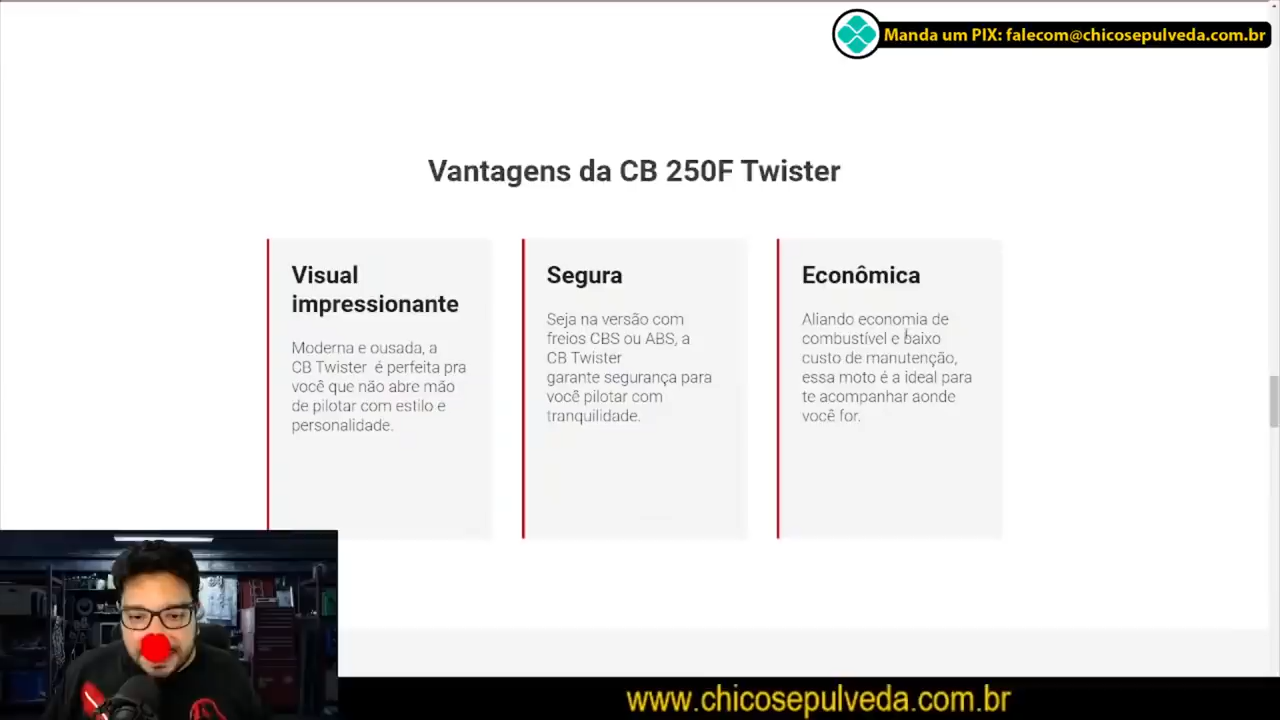 Manda um PIX: falecom@chicosepulveda.com.br
Vantagens da CB 250F Twister
Visual
impressionante
Moderna e ousada, a
CB Twister é perfeita pra
você que não abre mão
de pilotar com estilo e
personalidade.
Segura
Seja na versão com
freios CBS ou ABS, a
CB Twister
garante segurança para
você pilotar com
tranquilidade.
Econômica
Aliando economia de
combustível e baixo
custo de manutenção,
essa moto é a ideal para
te acompanhar aonde
você for.
www.chicosepulveda.com.br